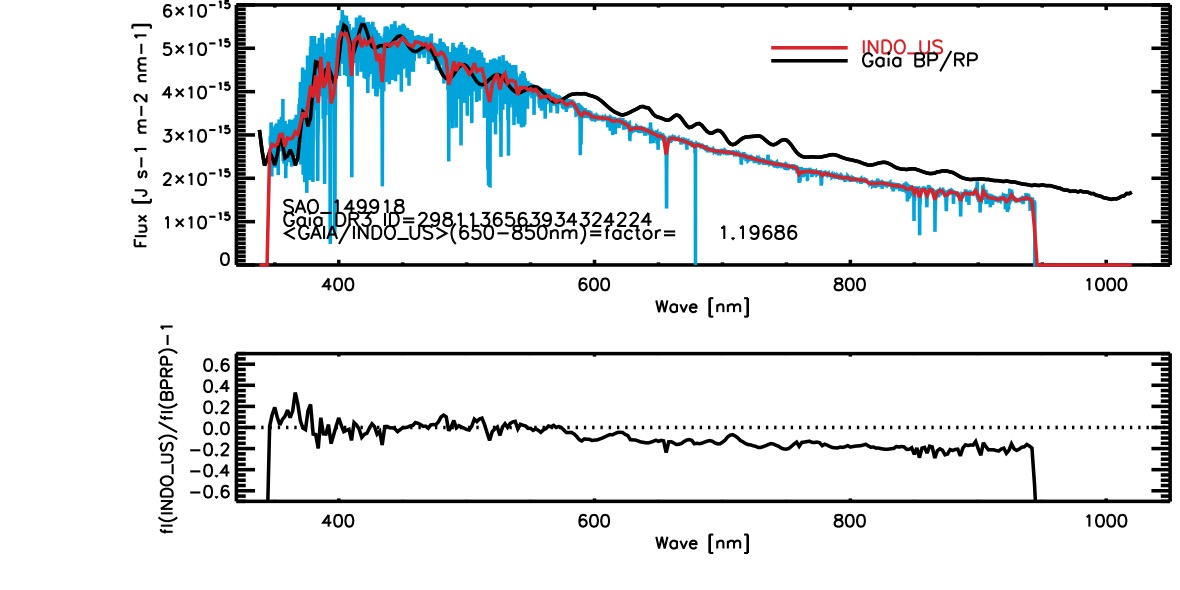 6×10^-15
5×10^-15
4×10^-15
3×10^-15
2×10^-15
1×10^-15
0
Flux [J s-1 m-2 nm-1]
INDO_US
Gaia BP/RP
SAO_149918
Gaia DR3 ID=2981136563934324224
<GAIA/INDO_US>(650-850nm)=factor= 1.19686
400 600 800 1000
Wave [nm]
fl(INDO_US)/fl(BPRP)-1
0.6
0.4
0.2
0.0
-0.2
-0.4
-0.6
400 600 800 1000
Wave [nm]